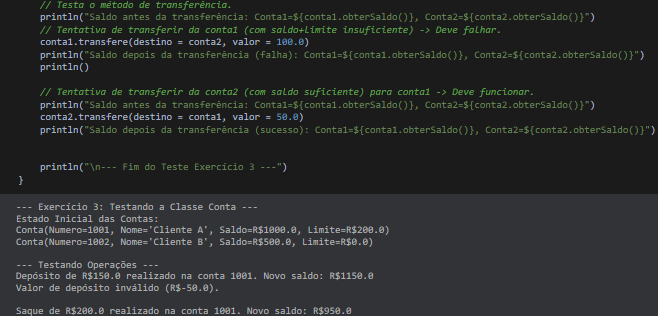 // Testa o método de transferência.
println("Saldo antes da transferência: Conta1=${conta1.obterSaldo()}, Conta2=${conta2.obterSaldo()}")
// Tentativa de transferir da conta1 (com saldo+Limite insuficiente) -> Deve falhar.
conta1.transfere(destino = conta2, valor = 100.0)
println("Saldo depois da transferência (falha): Conta1=${conta1.obterSaldo()}, Conta2=${conta2.obterSaldo()}")
println()
// Tentativa de transferir da conta2 (com saldo suficiente) para conta1 -> Deve funcionar.
println("Saldo antes da transferência: Conta1=${conta1.obterSaldo()}, Conta2=${conta2.obterSaldo()}")
conta2.transfere(destino = conta1, valor = 50.0)
println("Saldo depois da transferência (sucesso): Conta1=${conta1.obterSaldo()}, Conta2=${conta2.obterSaldo()}")
println("\n--- Fim do Teste Exercício 3 ---")
}
--- Exercício 3: Testando a Classe Conta ---
Estado Inicial das Contas:
Conta(Numero=1001, Nome='Cliente A', Saldo=R$1000.0, Limite=R$200.0)
Conta(Numero=1002, Nome='Cliente B', Saldo=R$500.0, Limite=R$0.0)
--- Testando Operações ---
Depósito de R$150.0 realizado na conta 1001. Novo saldo: R$1150.0
Valor de depósito inválido (R$-50.0).
Saque de R$200.0 realizado na conta 1001. Novo saldo: R$950.0